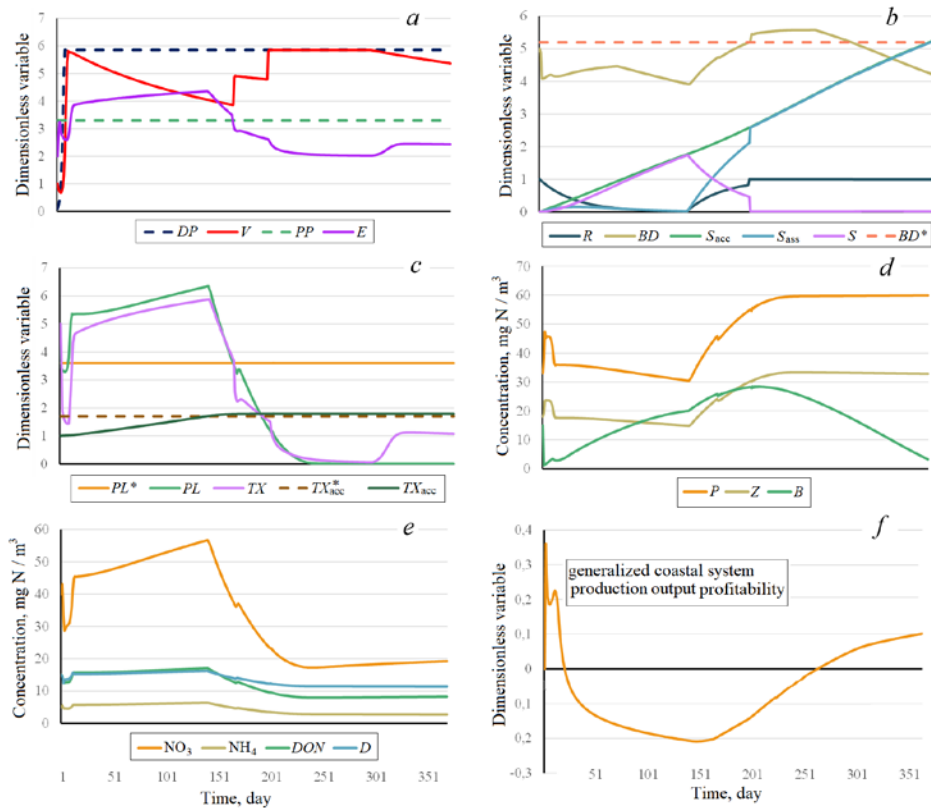 a
Dimensionless variable
7
6
5
4
3
2
1
0
DP V PP E
b
Dimensionless variable
6
5
4
3
2
1
0
R BD Sacc Sass S BD*
c
Dimensionless variable
7
6
5
4
3
2
1
0
PL* PL TX TX*acc TXacc
d
Concentration, mg N / m³
70
60
50
40
30
20
10
0
P Z B
e
Concentration, mg N / m³
60
50
40
30
20
10
0
NO₃ NH₄ DON D
1 51 101 151 201 251 301 351
Time, day
f
generalized coastal system
production output profitability
Dimensionless variable
0,4
0,3
0,2
0,1
0
0,1
0,2
-0,3
51 101 151 201 251 301 351
Time, day